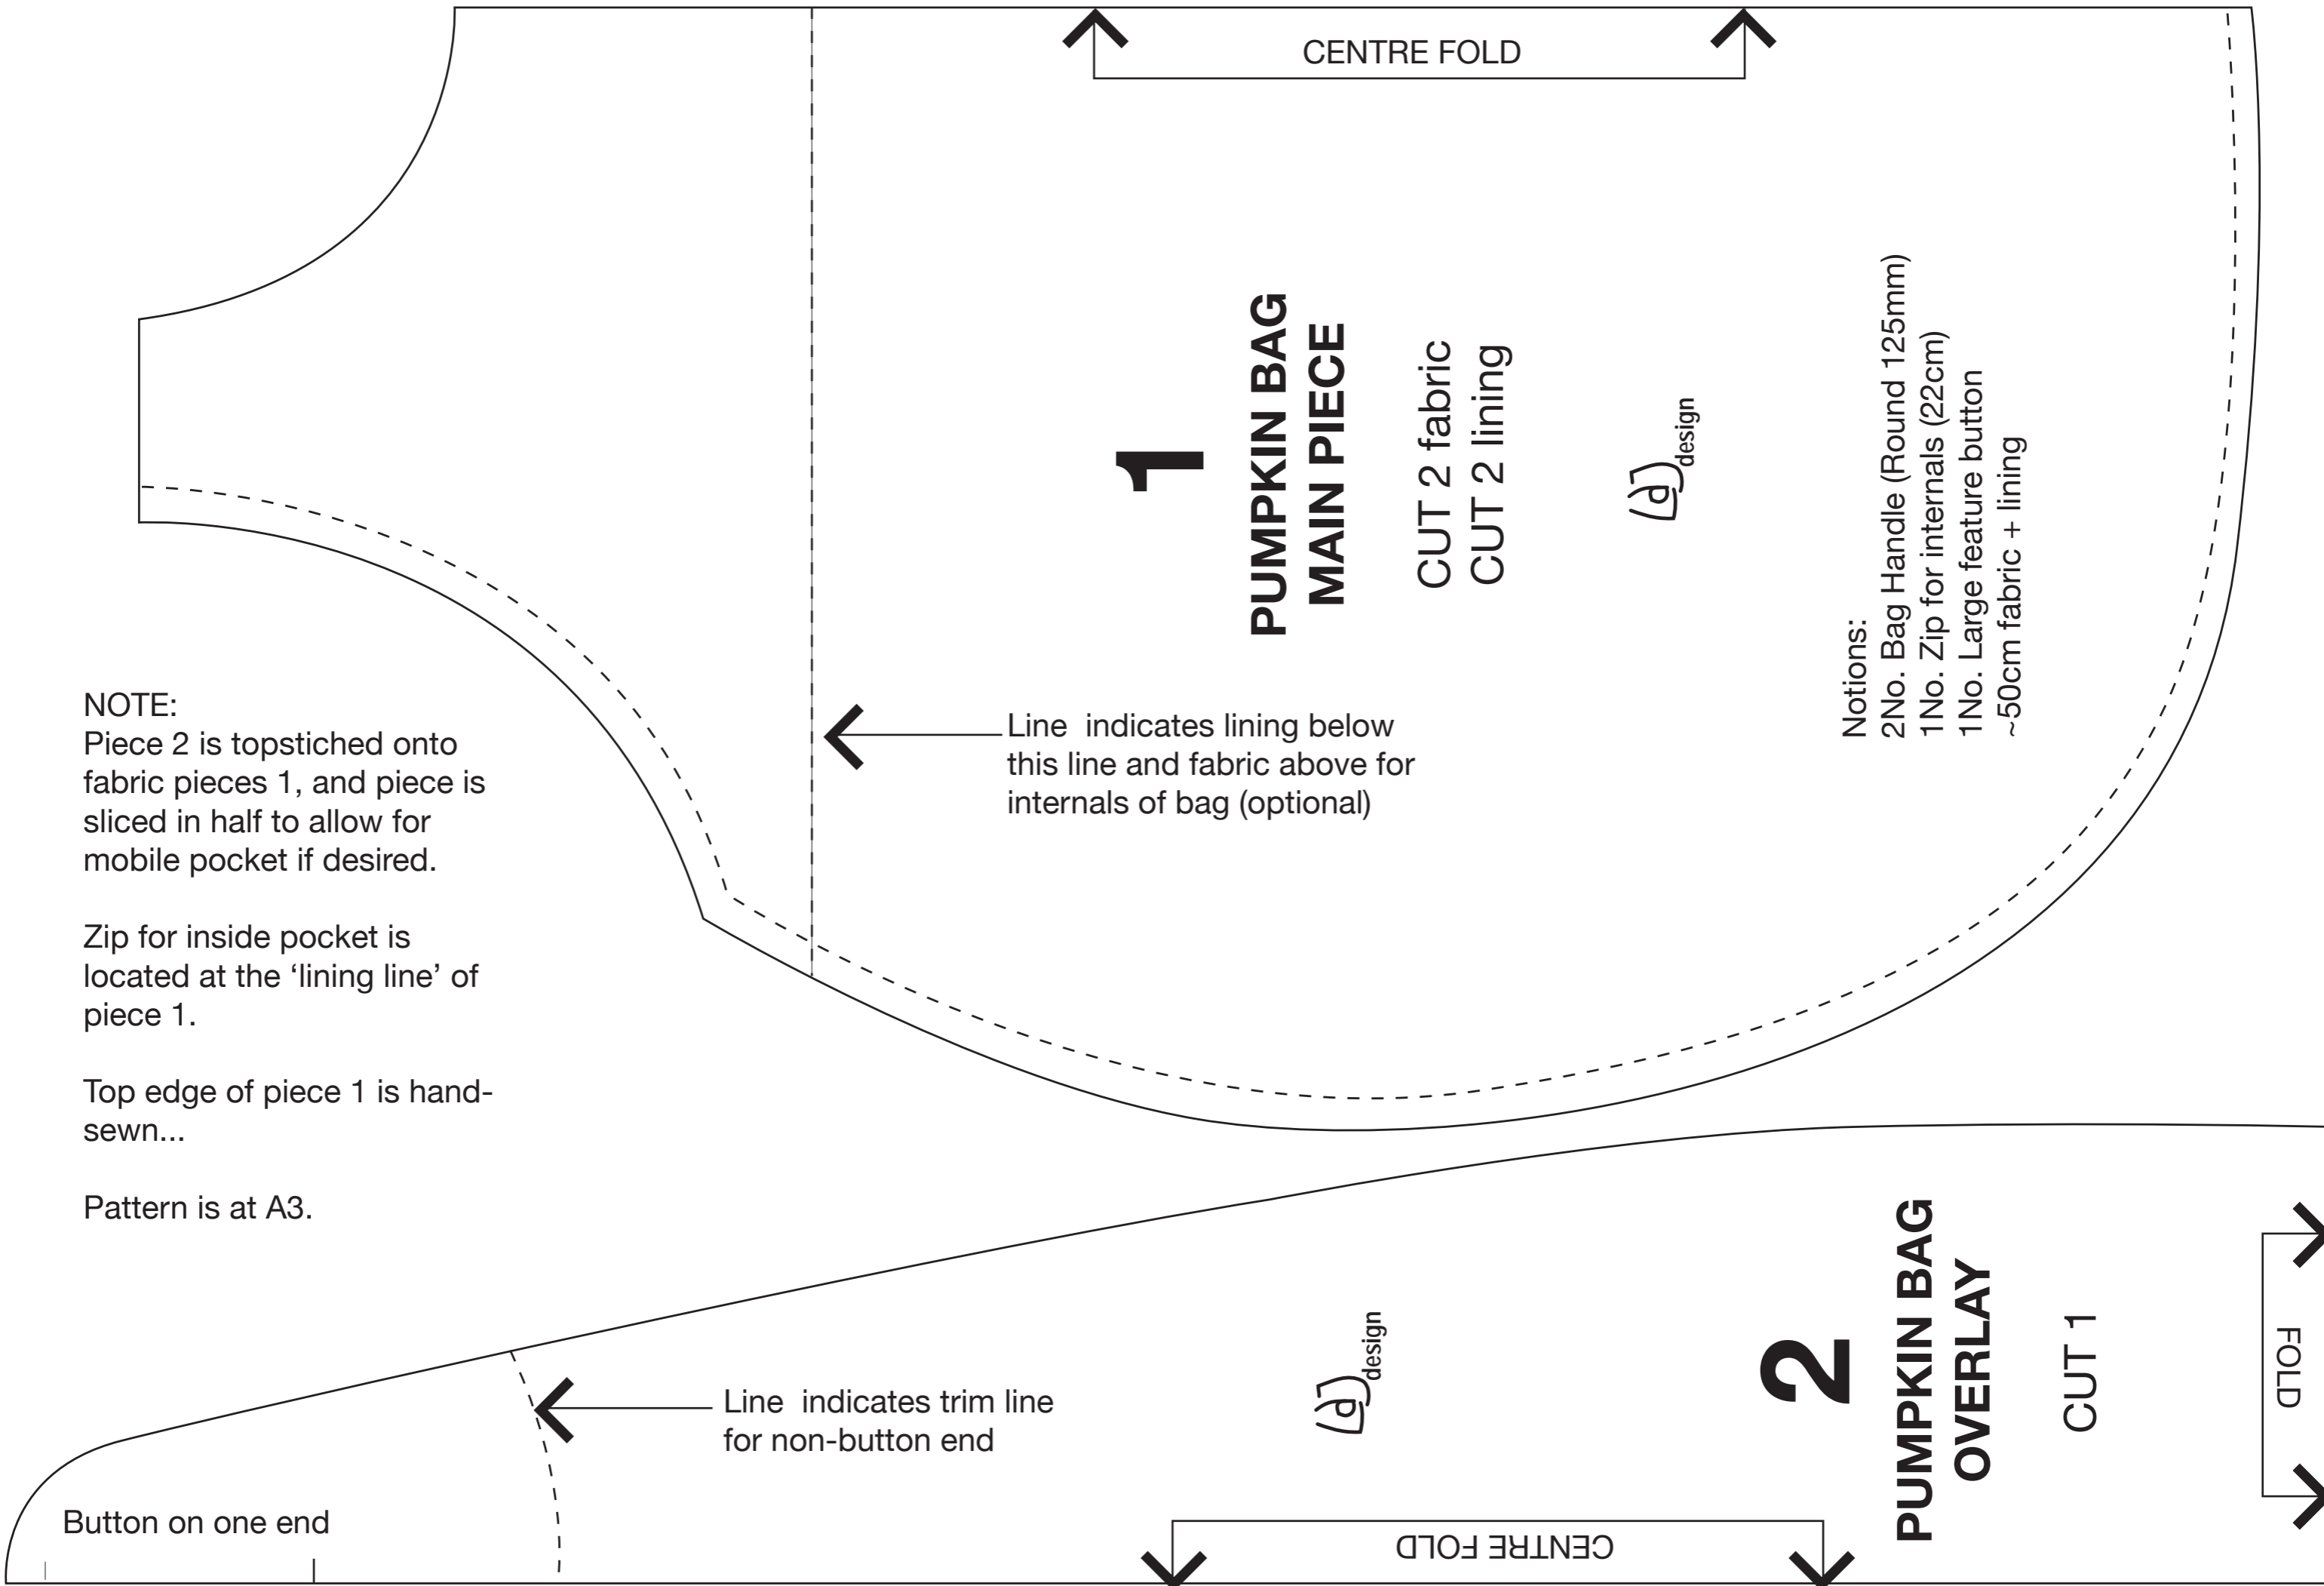 CENTRE FOLD
1
PUMPKIN BAG
MAIN PIECE
CUT 2 fabric
CUT 2 lining
a design
Notions:
2No. Bag Handle (Round 125mm)
1No. Zip for internals (22cm)
1No. Large feature button
~50cm fabric + lining
Line  indicates lining below
this line and fabric above for
internals of bag (optional)
NOTE:
Piece 2 is topstiched onto
fabric pieces 1, and piece is
sliced in half to allow for
mobile pocket if desired.
Zip for inside pocket is
located at the ‘lining line’ of
piece 1.
Top edge of piece 1 is hand-
sewn...
Pattern is at A3.
Line  indicates trim line
for non-button end
Button on one end
a design
2
PUMPKIN BAG
OVERLAY
CUT 1
FOLD
CENTRE FOLD